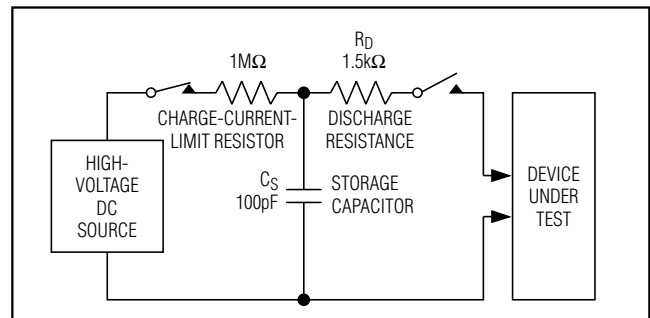 1MΩ
R_D
1.5kΩ
CHARGE-CURRENT-
LIMIT RESISTOR
DISCHARGE
RESISTANCE
HIGH-
VOLTAGE
DC
SOURCE
C_S
100pF
STORAGE
CAPACITOR
DEVICE
UNDER
TEST